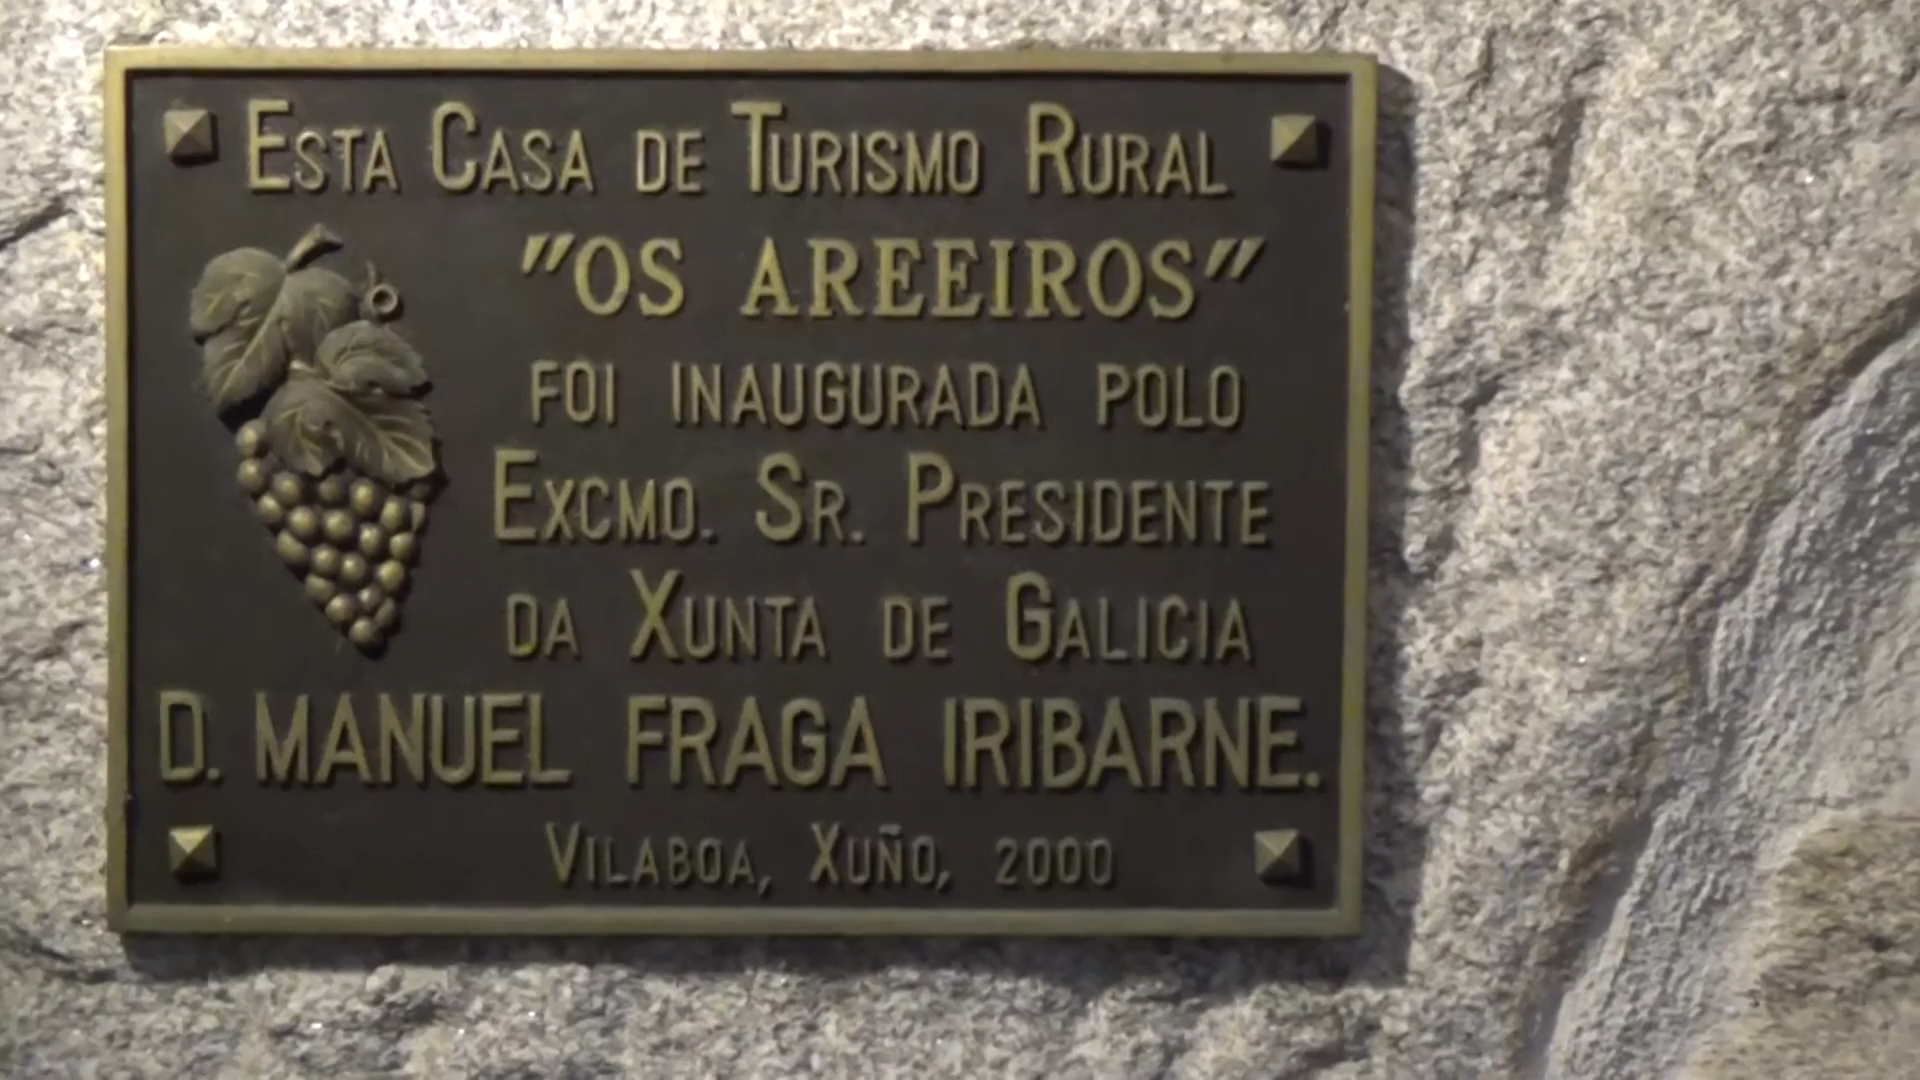 ESTA CASA DE TURISMO RURAL
"OS AREEIROS"
FOI INAUGURADA POLO
EXCMO. SR. PRESIDENTE
DA XUNTA DE GALICIA
D. MANUEL FRAGA IRIBARNE.
VILABOA, XUÑO, 2000